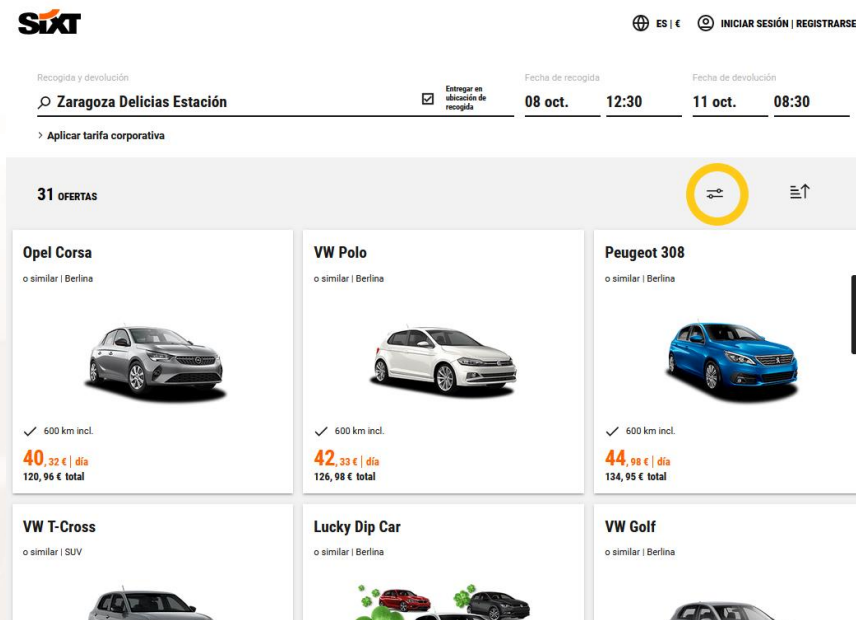 SIXT
ES | €
INICIAR SESIÓN | REGISTRARSE
Recogida y devolución
Zaragoza Delicias Estación
Entregar en
ubicación de
recogida
Fecha de recogida
08 oct.
12:30
Fecha de devolución
11 oct.
08:30
> Aplicar tarifa corporativa
31 OFERTAS
Opel Corsa
o similar | Berlina
600 km incl.
40, 32 € | día
120, 96 € total
VW Polo
o similar | Berlina
600 km incl.
42, 33 € | día
126, 98 € total
Peugeot 308
o similar | Berlina
600 km incl.
44, 98 € | día
134, 95 € total
VW T-Cross
o similar | SUV
Lucky Dip Car
o similar | Berlina
VW Golf
o similar | Berlina